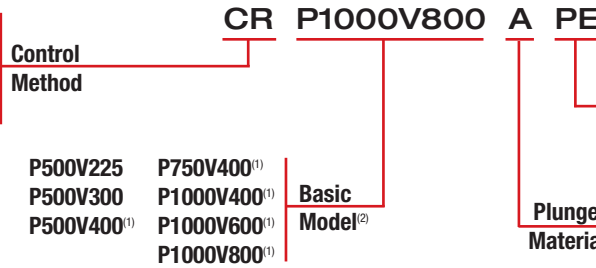 CR P1000V800 A PE
Control
Method
P500V225 P750V400(1)
P500V300 P1000V400(1)
P500V400(1) P1000V600(1)
P1000V800(1)
Basic
Model(2)